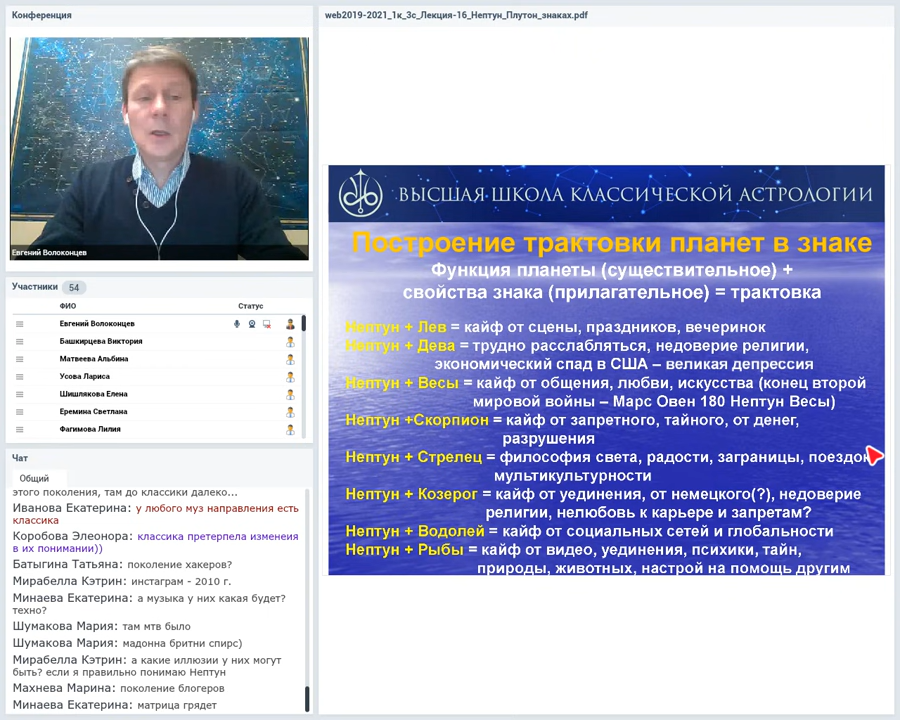 Конференция
Евгений Волоконцев
Участники 54
ФИО Статус
Евгений Волоконцев
Башкирцева Виктория
Матвеева Альбина
Усова Лариса
Шишлякова Елена
Еремина Светлана
Фагимова Лилия
Чат
Общий
этого поколения, там до классики далеко...
Иванова Екатерина: у любого муз направления есть
классика
Коробова Элеонора: классика претерпела изменеия
в их понимании))
Батыгина Татьяна: поколение хакеров?
Мирабелла Кэтрин: инстаграм - 2010 г.
Минаева Екатерина: а музыка у них какая будет?
техно?
Шумакова Мария: там мтв было
Шумакова Мария: мадонна бритни спирс)
Мирабелла Кэтрин: а какие иллюзии у них могут
быть? если я правильно понимаю Нептун
Махнева Марина: поколение блогеров
Минаева Екатерина: матрица грядет
web2019-2021_1к_3с_Лекция-16_Нептун_Плутон_знаках.pdf
ВЫСШАЯ ШКОЛА КЛАССИЧЕСКОЙ АСТРОЛОГИИ
Построение трактовки планет в знаке
Функция планеты (существительное) +
свойства знака (прилагательное) = трактовка
Нептун + Лев = кайф от сцены, праздников, вечеринок
Нептун + Дева = трудно расслабляться, недоверие религии,
экономический спад в США – великая депрессия
Нептун + Весы = кайф от общения, любви, искусства (конец второй
мировой войны – Марс Овен 180 Нептун Весы)
Нептун +Скорпион = кайф от запретного, тайного, от денег,
разрушения
Нептун + Стрелец = философия света, радости, заграницы, поездок
мультикультурности
Нептун + Козерог = кайф от уединения, от немецкого(?), недоверие
религии, нелюбовь к карьере и запретам?
Нептун + Водолей = кайф от социальных сетей и глобальности
Нептун + Рыбы = кайф от видео, уединения, психики, тайн,
природы, животных, настрой на помощь другим